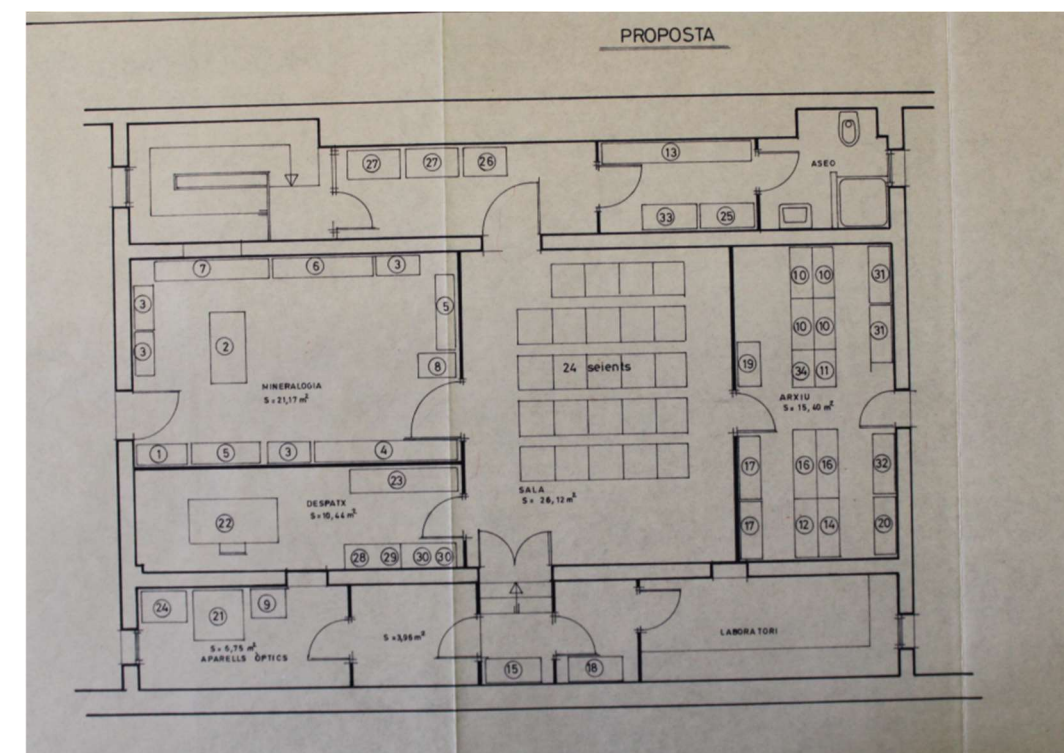 PROPOSTA
27 27 26
13
ASEO
33 25
7 6 3
3
3
2
5
8
MINERALOGIA
S = 21,17 m²
1 5 3 4
24 seients
SALA
S = 26,12 m²
10 10
31
10 10
31
19
34 11
ARXIU
S = 15,40 m²
17
16 16
32
17
12 14
20
23
DESPATX
S = 10,44 m²
22
28 29 30 30
24
21
9
S = 5,75 m²
APARELLS ÒPTICS
S = 3,96 m²
15
18
LABORATORI